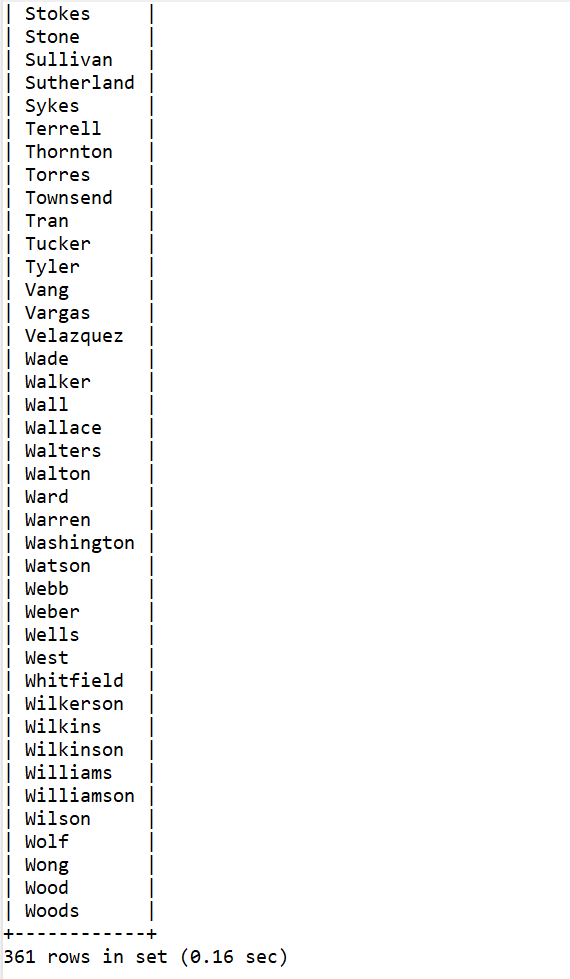 | Stokes     |
| Stone      |
| Sullivan   |
| Sutherland |
| Sykes      |
| Terrell    |
| Thornton   |
| Torres     |
| Townsend   |
| Tran       |
| Tucker     |
| Tyler      |
| Vang       |
| Vargas     |
| Velazquez  |
| Wade       |
| Walker     |
| Wall       |
| Wallace    |
| Walters    |
| Walton     |
| Ward       |
| Warren     |
| Washington |
| Watson     |
| Webb       |
| Weber      |
| Wells      |
| West       |
| Whitfield  |
| Wilkerson  |
| Wilkins    |
| Wilkinson  |
| Williams   |
| Williamson |
| Wilson     |
| Wolf       |
| Wong       |
| Wood       |
| Woods      |
+------------+
361 rows in set (0.16 sec)